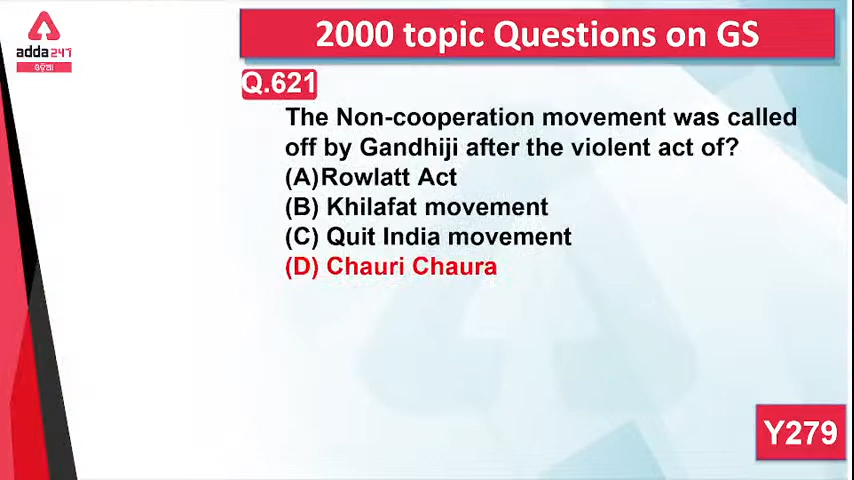 adda247
ଓଡ଼ିଆ
2000 topic Questions on GS
Q.621
The Non-cooperation movement was called
off by Gandhiji after the violent act of?
(A)Rowlatt Act
(B) Khilafat movement
(C) Quit India movement
(D) Chauri Chaura
Y279